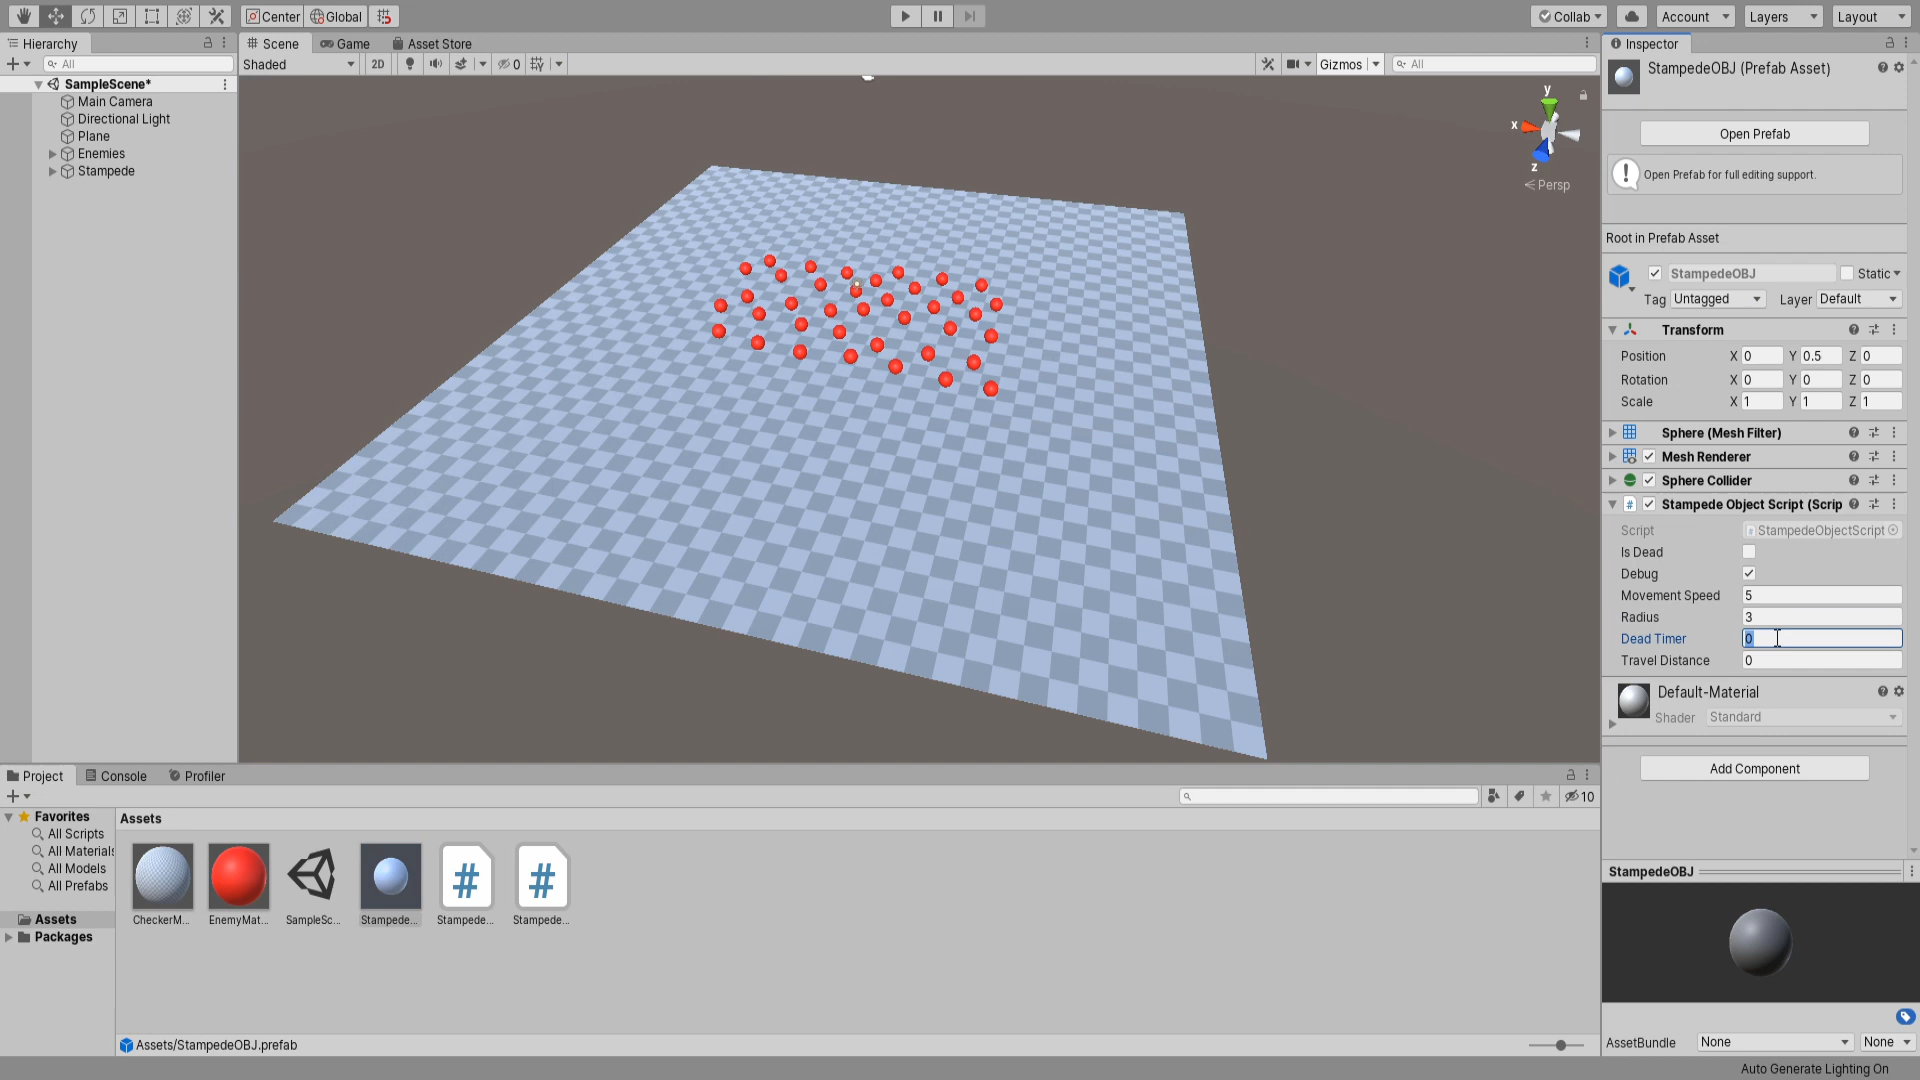 Center
Global
Collab
Account
Layers
Layout
Hierarchy
All
SampleScene*
Main Camera
Directional Light
Plane
Enemies
Stampede
Scene
Game
Asset Store
Shaded
2D
0
Gizmos
All
y
x
z
Persp
Inspector
StampedeOBJ (Prefab Asset)
Open Prefab
Open Prefab for full editing support.
Root in Prefab Asset
StampedeOBJ
Static
Tag Untagged Layer Default
Transform
Position X 0 Y 0.5 Z 0
Rotation X 0 Y 0 Z 0
Scale X 1 Y 1 Z 1
Sphere (Mesh Filter)
Mesh Renderer
Sphere Collider
Stampede Object Script (Scrip
Script StampedeObjectScript
Is Dead
Debug
Movement Speed 5
Radius 3
Dead Timer 0
Travel Distance 0
Default-Material
Shader Standard
Add Component
StampedeOBJ
AssetBundle None None
Project
Console
Profiler
10
Favorites
All Scripts
All Materials
All Models
All Prefabs
Assets
Packages
Assets
CheckerM...
EnemyMat...
SampleSc...
Stampede...
Stampede...
Stampede...
Assets/StampedeOBJ.prefab
Auto Generate Lighting On